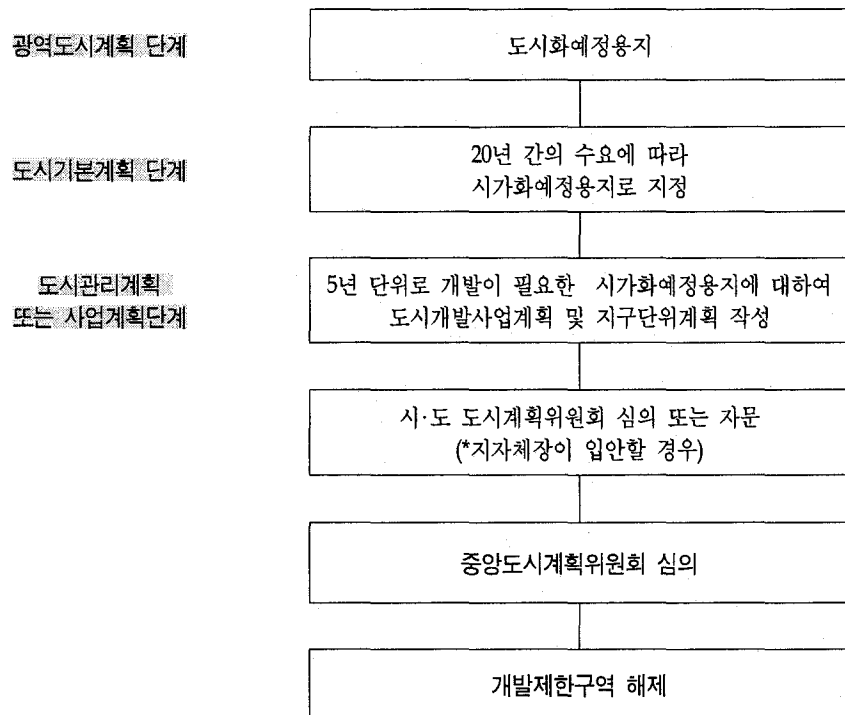 광역도시계획 단계
도시화예정용지
도시기본계획 단계
20년 간의 수요에 따라
시가화예정용지로 지정
도시관리계획
또는 사업계획단계
5년 단위로 개발이 필요한 시가화예정용지에 대하여
도시개발사업계획 및 지구단위계획 작성
시·도 도시계획위원회 심의 또는 자문
(*지자체장이 입안할 경우)
중앙도시계획위원회 심의
개발제한구역 해제